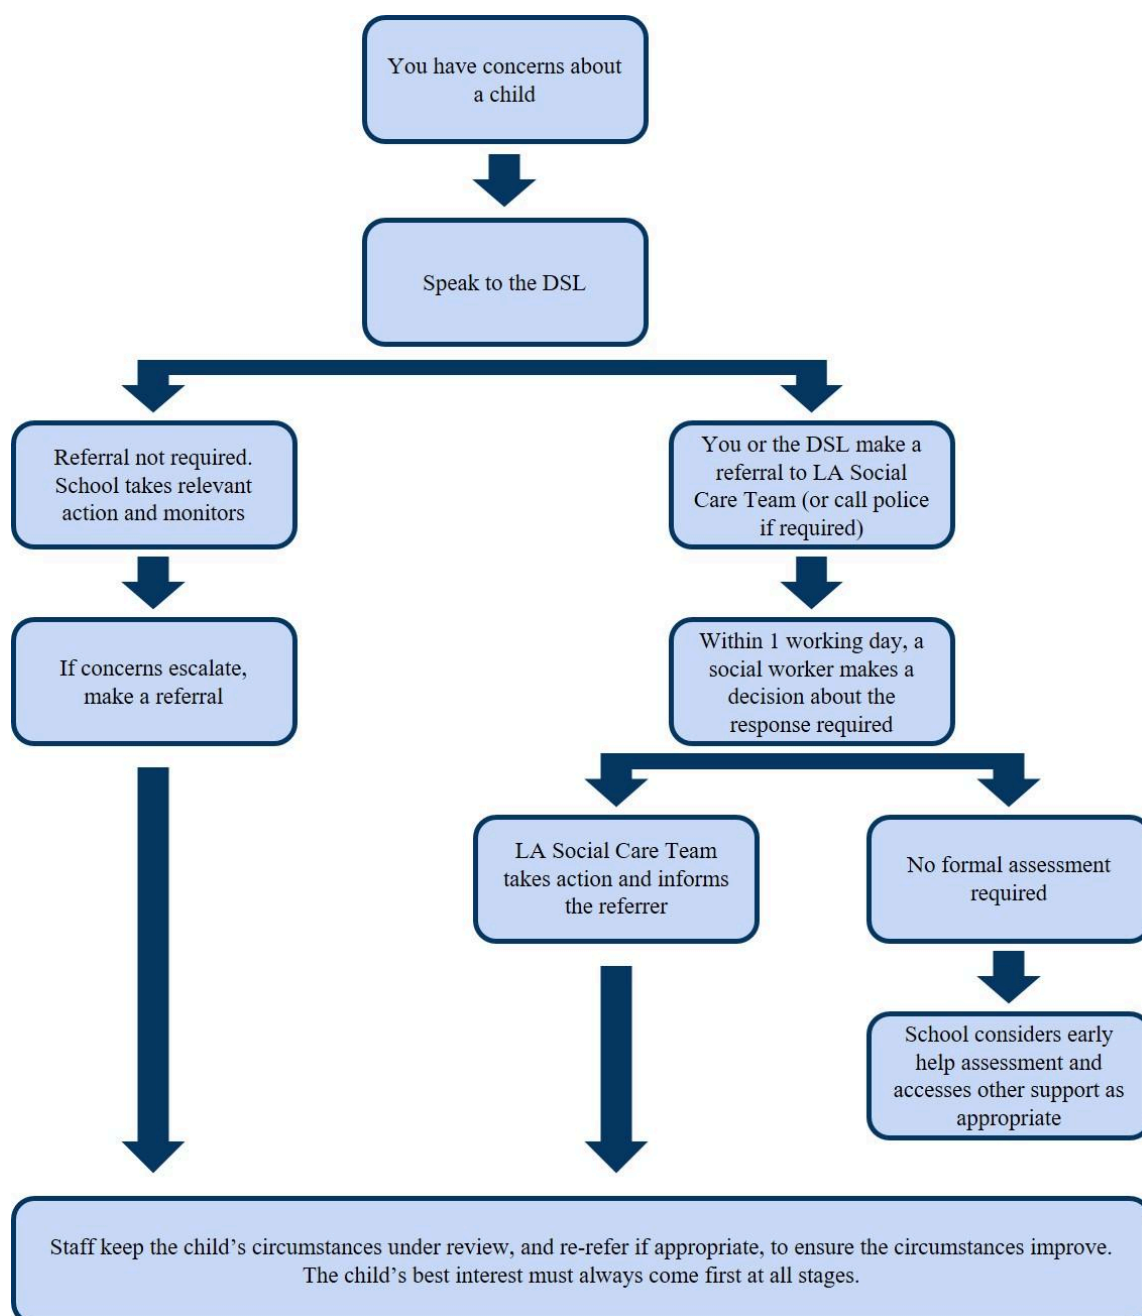 You have concerns about
a child
Speak to the DSL
Referral not required.
School takes relevant
action and monitors
You or the DSL make a
referral to LA Social
Care Team (or call police
if required)
If concerns escalate,
make a referral
Within 1 working day, a
social worker makes a
decision about the
response required
LA Social Care Team
takes action and informs
the referrer
No formal assessment
required
School considers early
help assessment and
accesses other support as
appropriate
Staff keep the child’s circumstances under review, and re-refer if appropriate, to ensure the circumstances improve.
The child’s best interest must always come first at all stages.